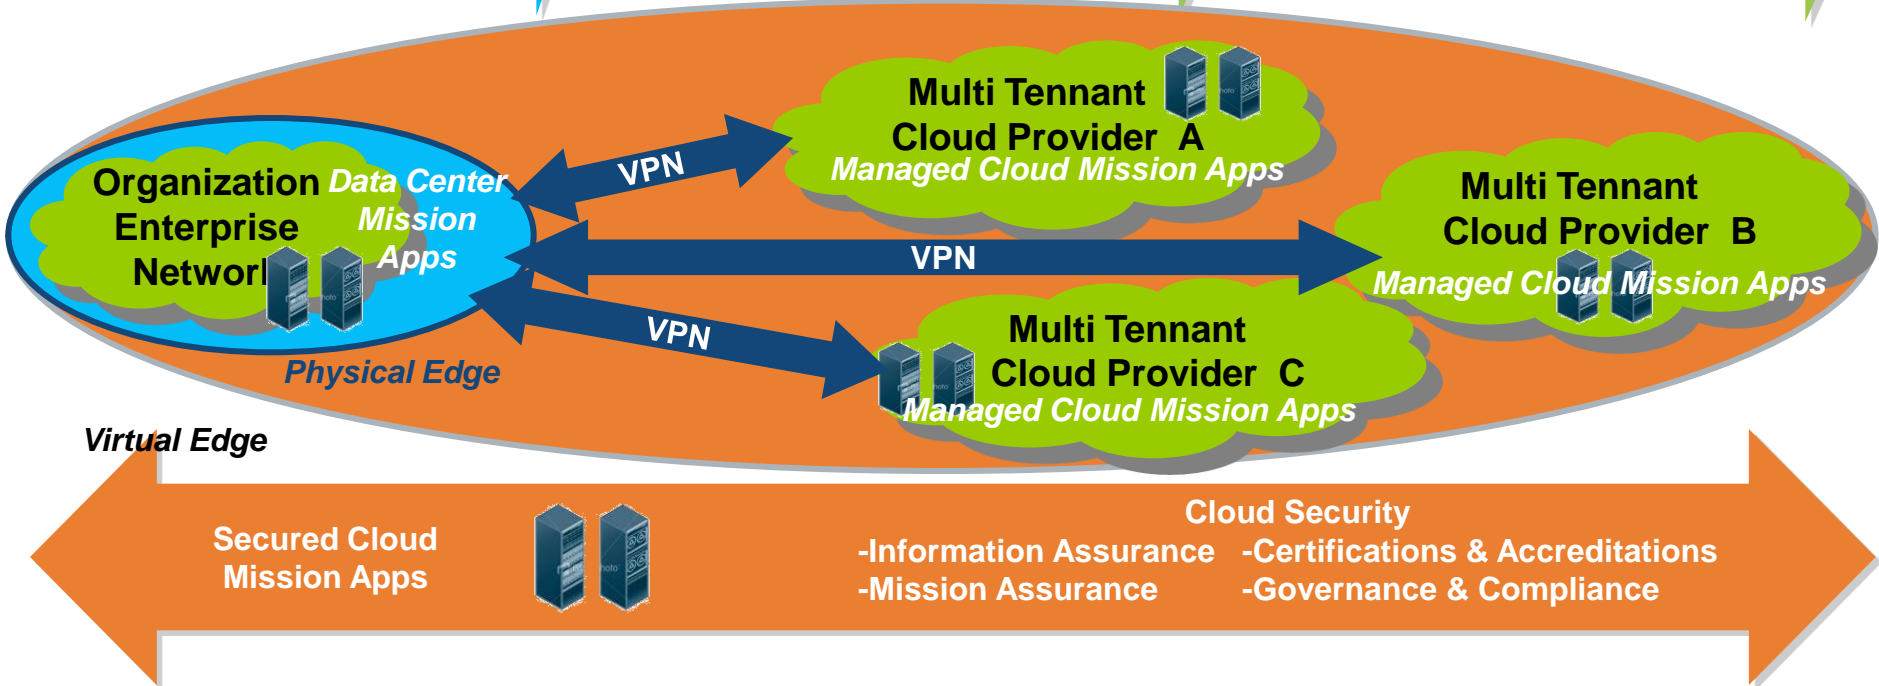 Multi Tennant
Cloud Provider A
Managed Cloud Mission Apps
VPN
Organization
Enterprise
Network
Data Center
Mission
Apps
VPN
Multi Tennant
Cloud Provider B
Managed Cloud Mission Apps
VPN
Multi Tennant
Cloud Provider C
Managed Cloud Mission Apps
Physical Edge
Virtual Edge
Secured Cloud
Mission Apps
Cloud Security
-Information Assurance -Certifications & Accreditations
-Mission Assurance -Governance & Compliance